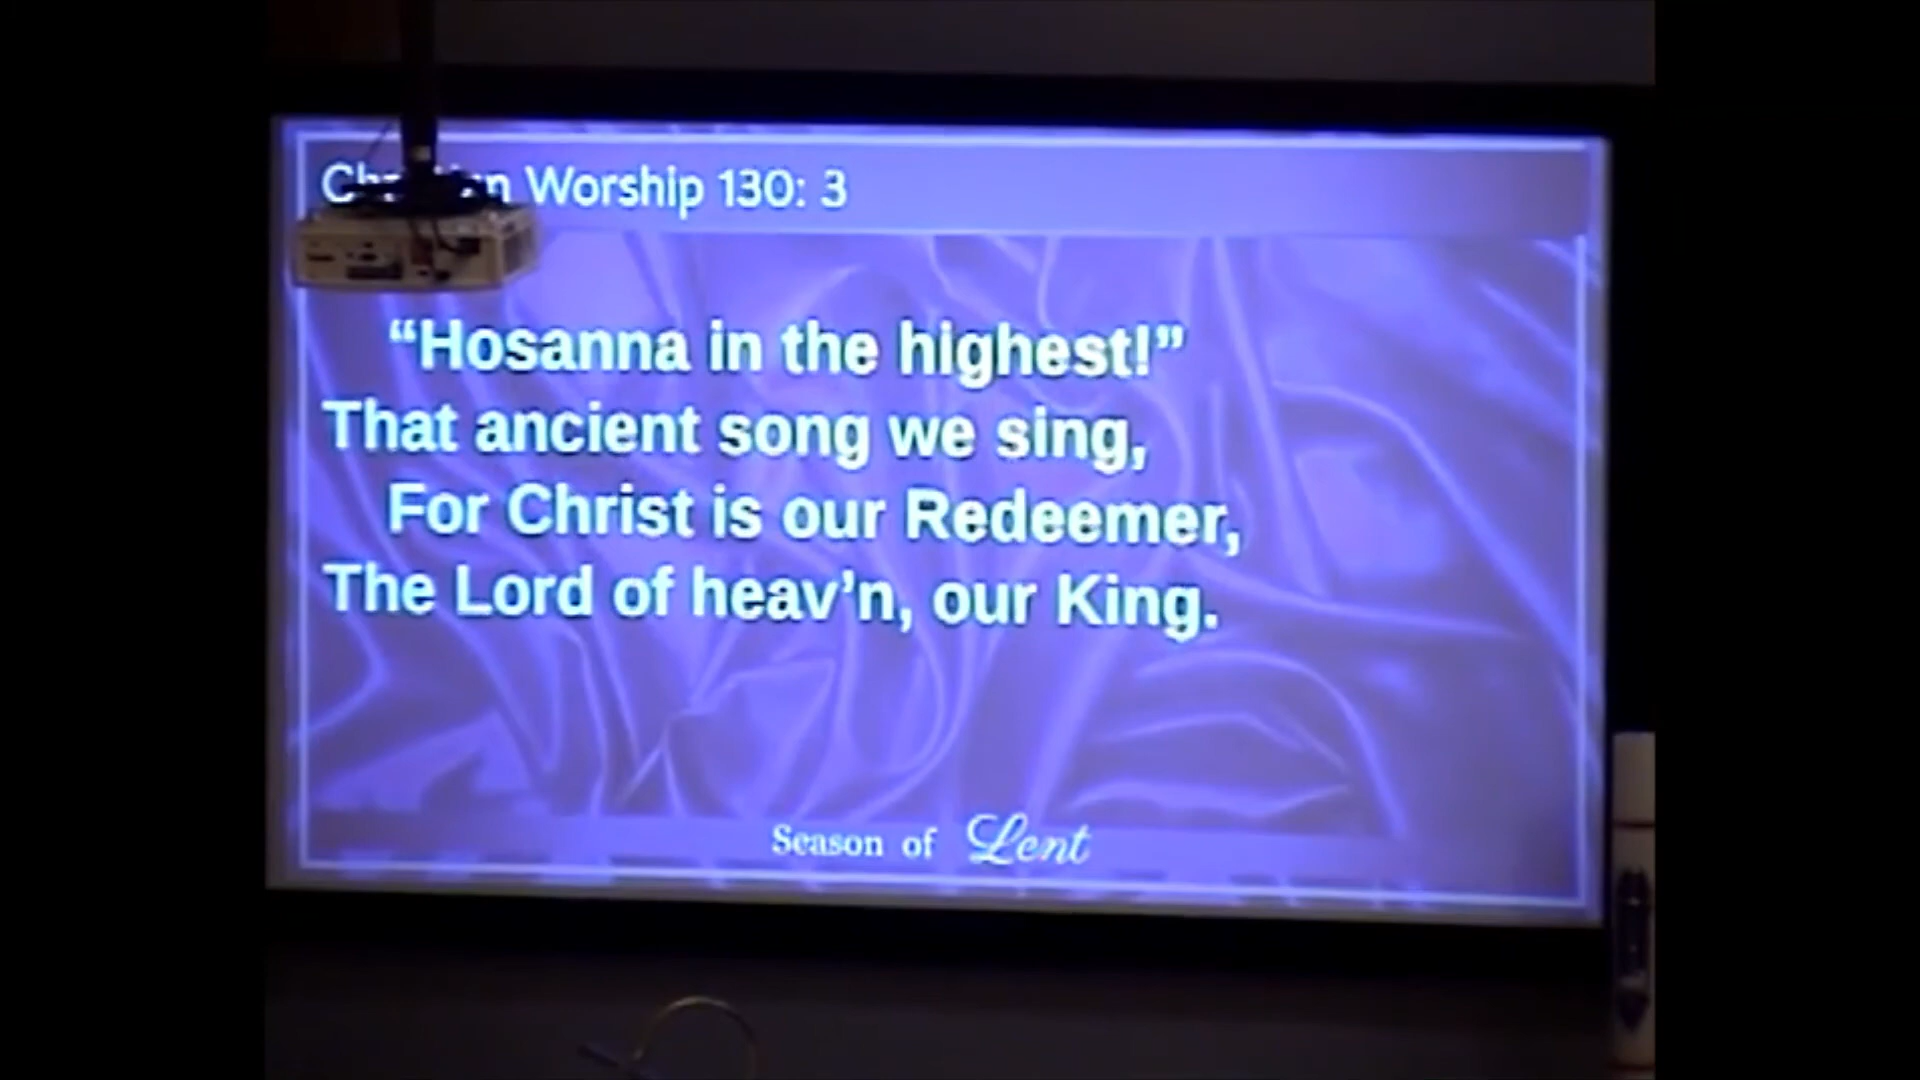 Worship 130: 3
“Hosanna in the highest!”
That ancient song we sing,
For Christ is our Redeemer,
The Lord of heav’n, our King.
Season of Lent